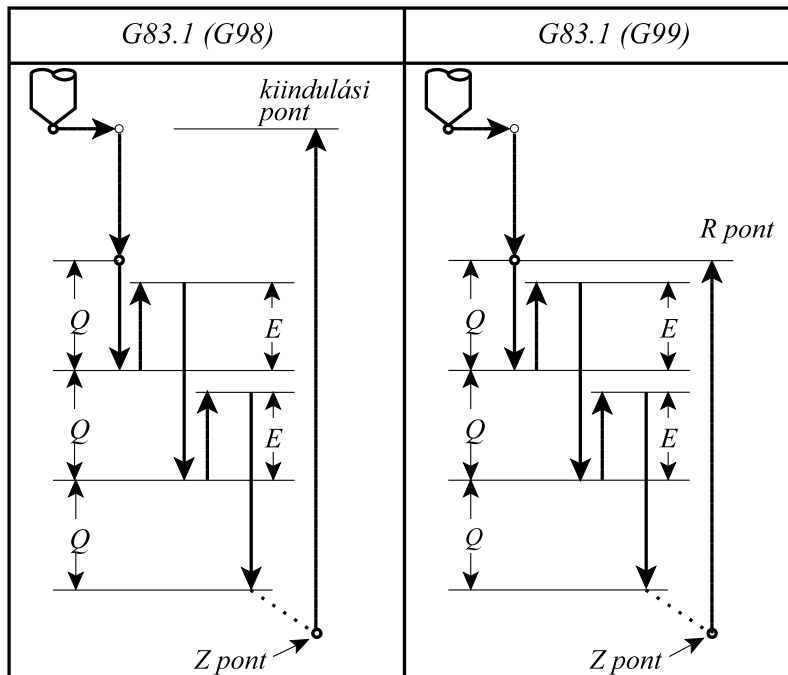 G83.1 (G98)
G83.1 (G99)
kiindulási
pont
R pont
Q
E
Q
E
Q
Z pont
Q
E
Q
E
Q
Z pont